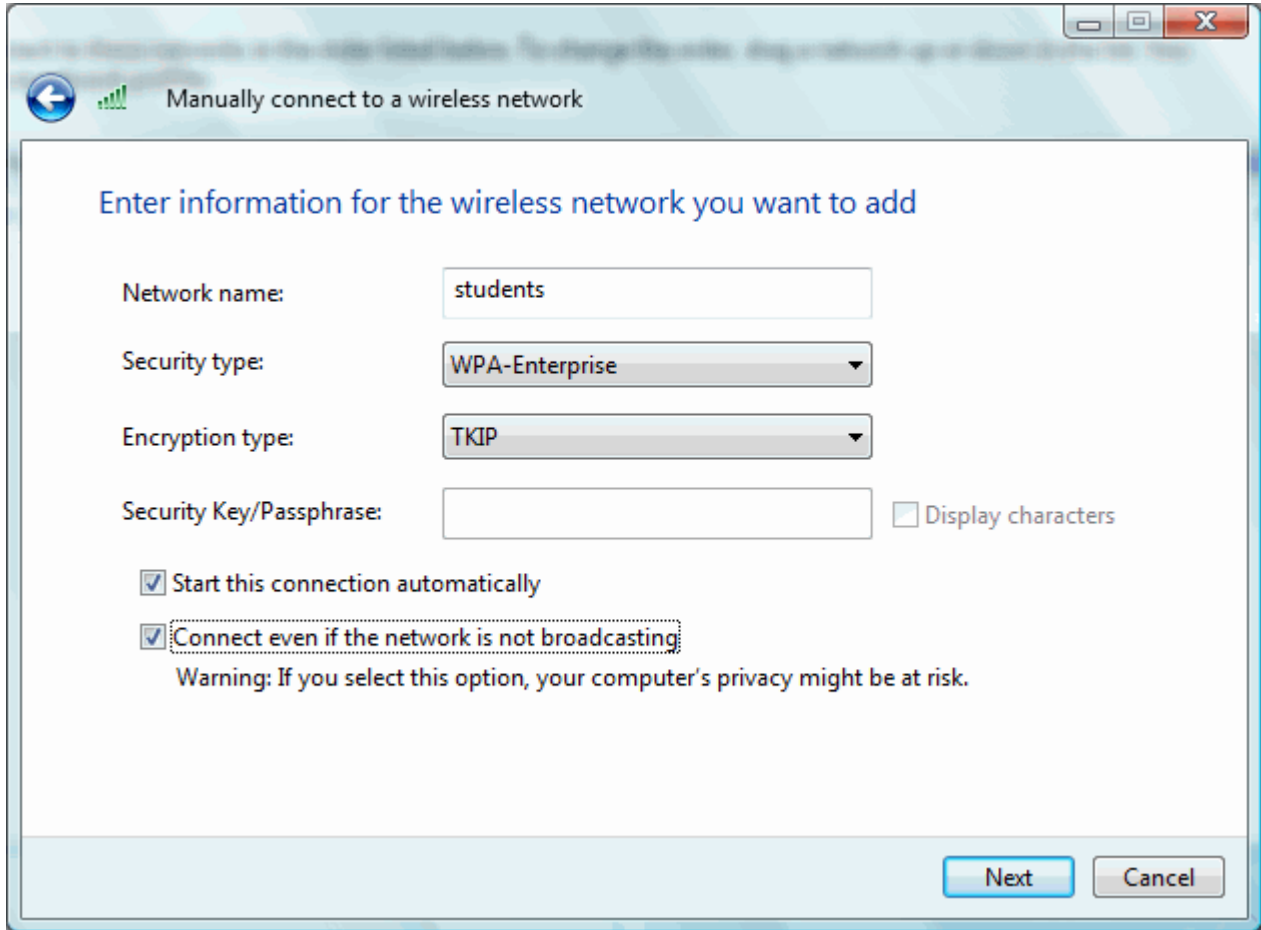 Manually connect to a wireless network
Enter information for the wireless network you want to add
Network name: students
Security type: WPA-Enterprise
Encryption type: TKIP
Security Key/Passphrase: Display characters
Start this connection automatically
Connect even if the network is not broadcasting
Warning: If you select this option, your computer's privacy might be at risk.
Next Cancel